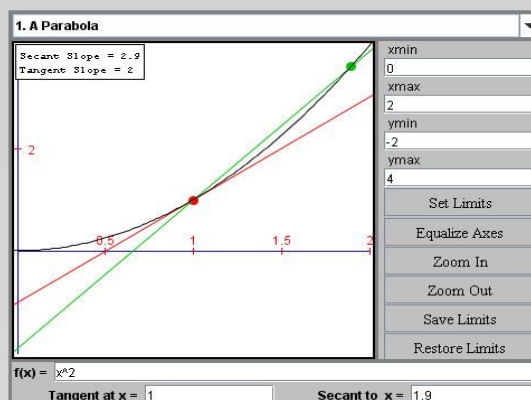 1. A Parabola
Secant Slope = 2.9
Tangent Slope = 2
2
0.5
1
1.5
2
xmin
0
xmax
2
ymin
-2
ymax
4
Set Limits
Equalize Axes
Zoom In
Zoom Out
Save Limits
Restore Limits
f(x) = x^2
Tangent at x = 1 Secant to x = 1.9